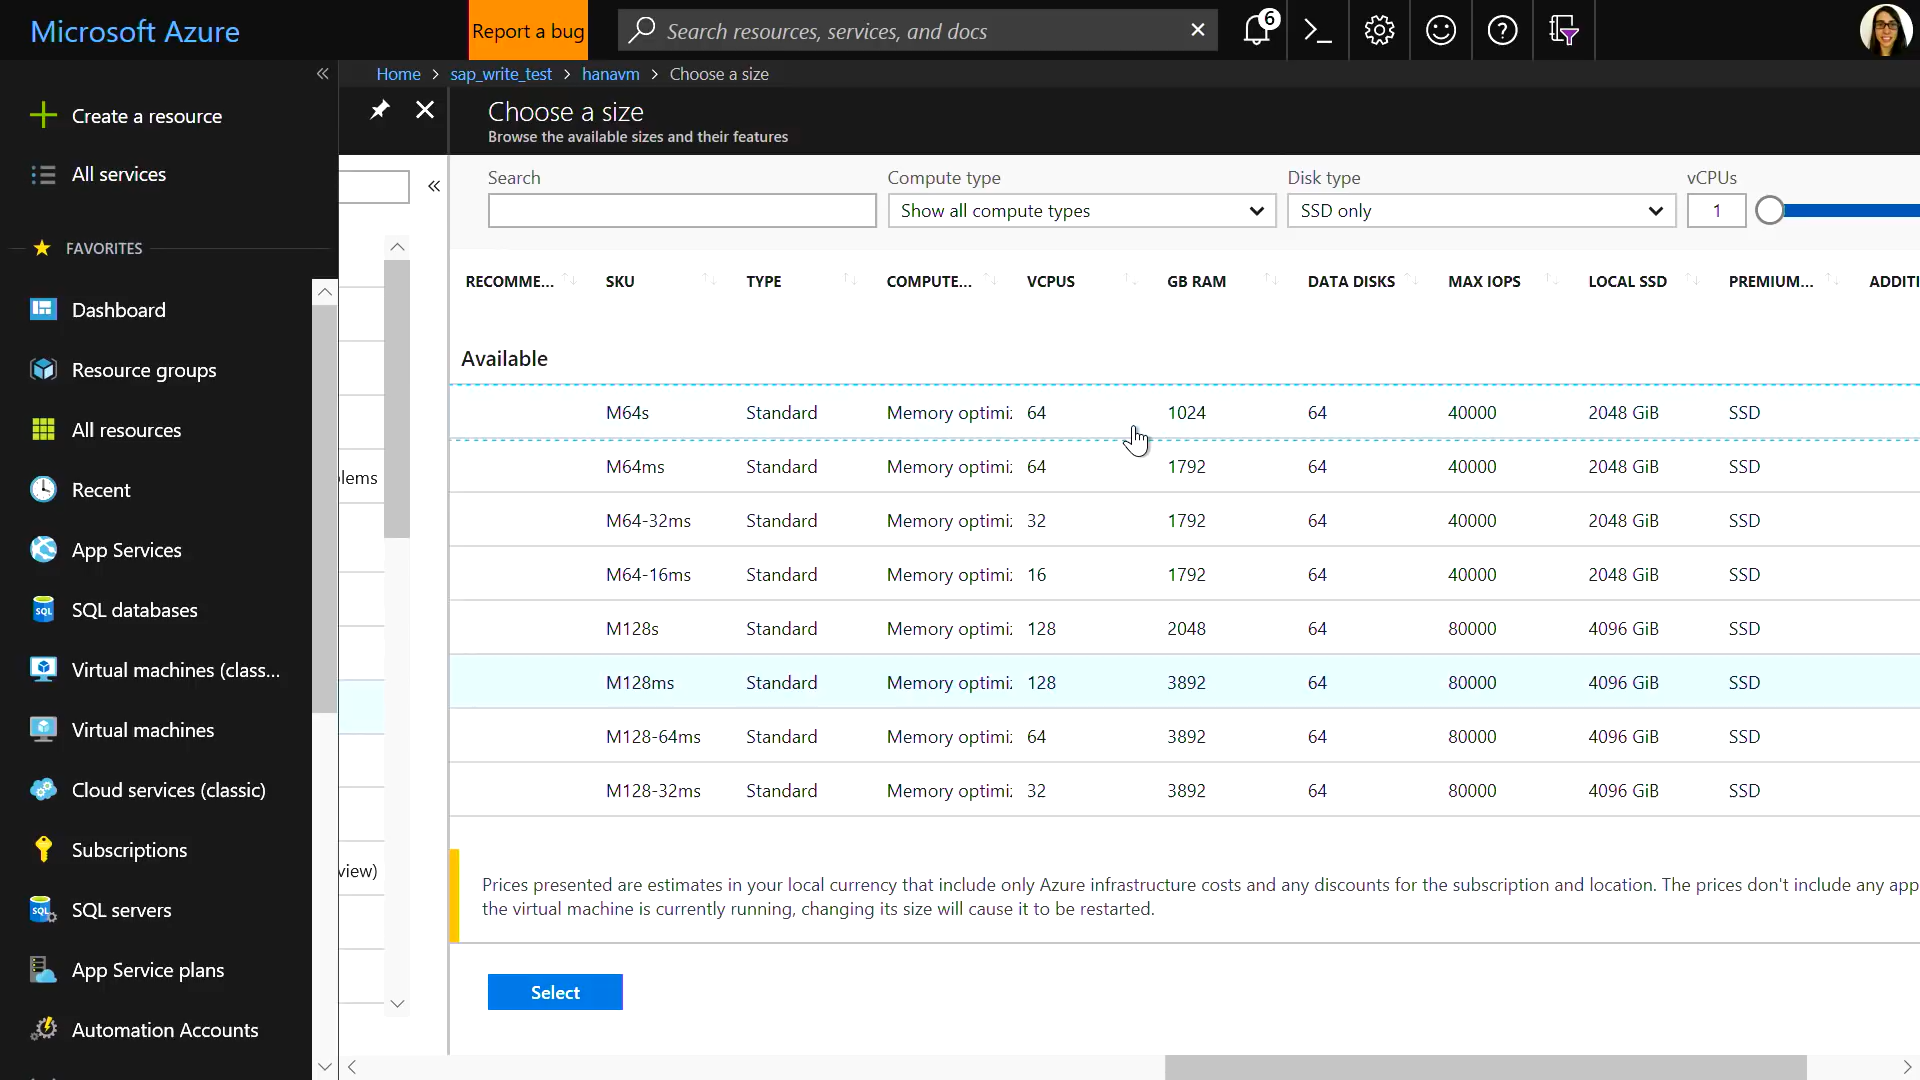 Microsoft Azure
Report a bug
Search resources, services, and docs
6
Home > sap_write_test > hanavm > Choose a size
Create a resource
All services
FAVORITES
Dashboard
Resource groups
All resources
Recent
App Services
SQL databases
SQL
Virtual machines (class...
Virtual machines
Cloud services (classic)
Subscriptions
SQL servers
SQL
App Service plans
Automation Accounts
lems
view)
Choose a size
Browse the available sizes and their features
Search
Compute type
Disk type
vCPUs
Show all compute types
SSD only
1
RECOMME... SKU TYPE COMPUTE... VCPUS GB RAM DATA DISKS MAX IOPS LOCAL SSD PREMIUM... ADDITI
Available
M64s Standard Memory optimi 64 1024 64 40000 2048 GiB SSD
M64ms Standard Memory optimi 64 1792 64 40000 2048 GiB SSD
M64-32ms Standard Memory optimi 32 1792 64 40000 2048 GiB SSD
M64-16ms Standard Memory optimi 16 1792 64 40000 2048 GiB SSD
M128s Standard Memory optimi 128 2048 64 80000 4096 GiB SSD
M128ms Standard Memory optimi 128 3892 64 80000 4096 GiB SSD
M128-64ms Standard Memory optimi 64 3892 64 80000 4096 GiB SSD
M128-32ms Standard Memory optimi 32 3892 64 80000 4096 GiB SSD
Prices presented are estimates in your local currency that include only Azure infrastructure costs and any discounts for the subscription and location. The prices don't include any app
the virtual machine is currently running, changing its size will cause it to be restarted.
Select